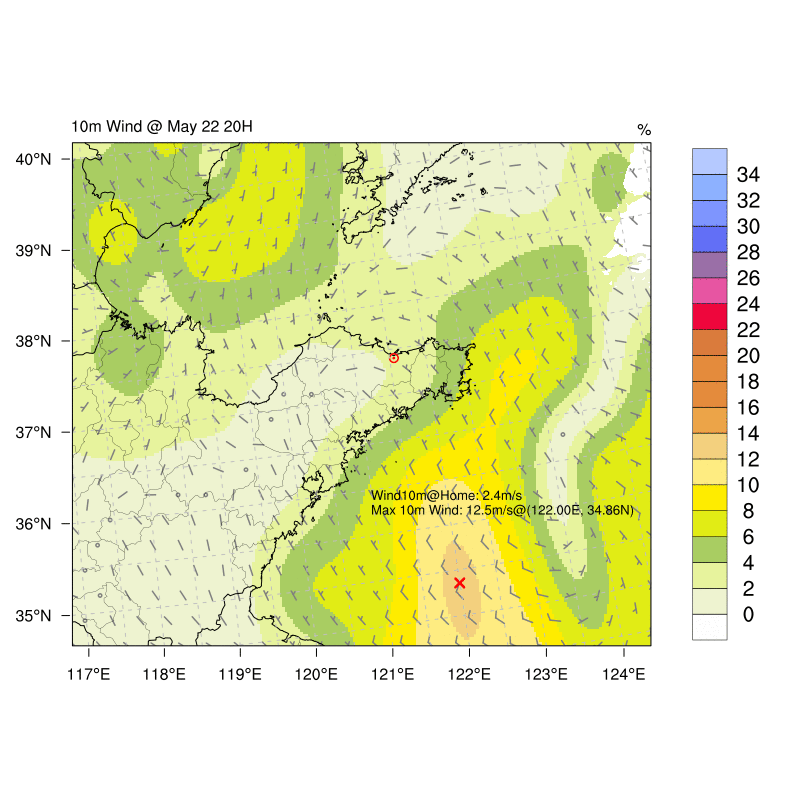 10m Wind @ May 22 20H
%
40°N
39°N
38°N
37°N
36°N
35°N
117°E
118°E
119°E
120°E
121°E
122°E
123°E
124°E
Wind10m@Home: 2.4m/s
Max 10m Wind: 12.5m/s@(122.00E, 34.86N)
34
32
30
28
26
24
22
20
18
16
14
12
10
8
6
4
2
0